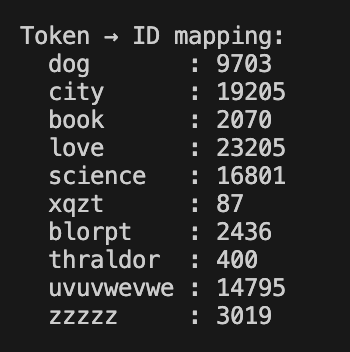 Token → ID mapping:
  dog       : 9703
  city      : 19205
  book      : 2070
  love      : 23205
  science   : 16801
  xqzt      : 87
  blorpt    : 2436
  thraldor  : 400
  uvuvwevwe : 14795
  zzzzz     : 3019